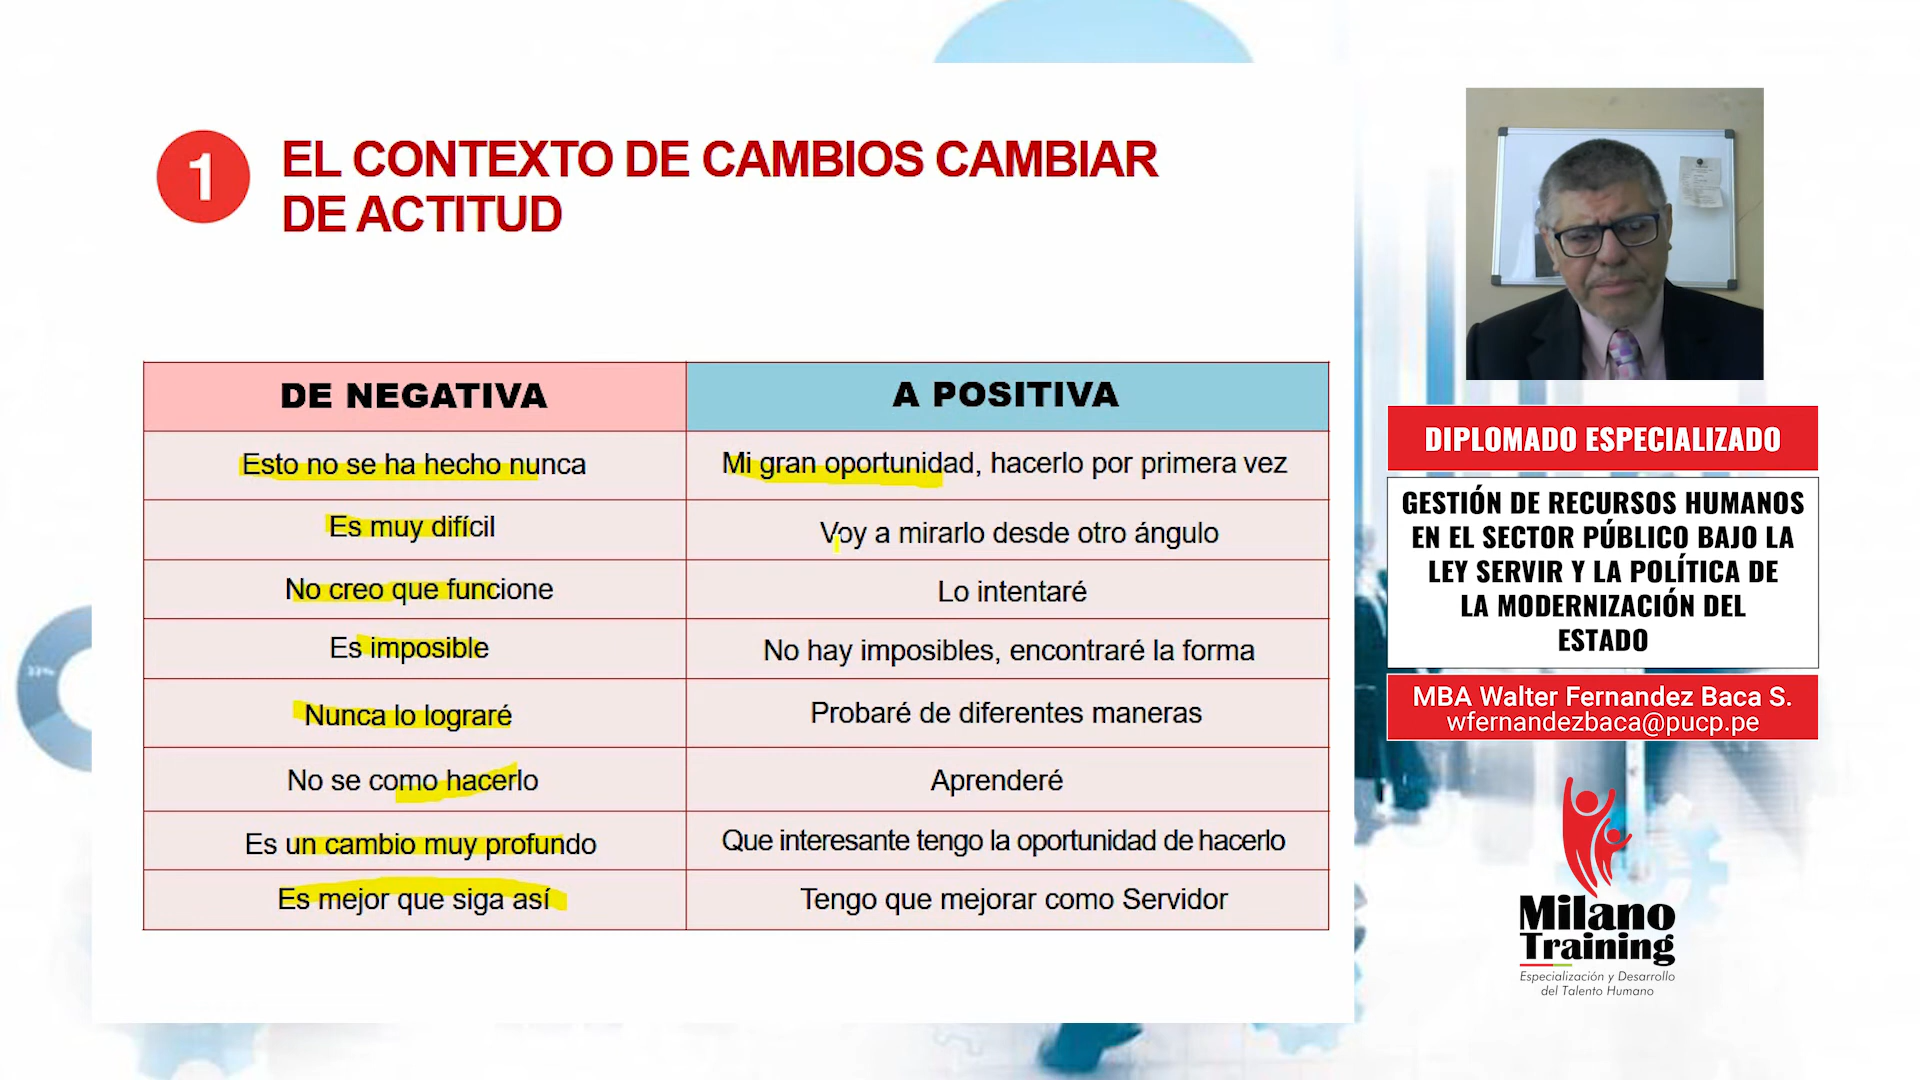 1
EL CONTEXTO DE CAMBIOS CAMBIAR
DE ACTITUD
DE NEGATIVA
A POSITIVA
Esto no se ha hecho nunca
Mi gran oportunidad, hacerlo por primera vez
Es muy difícil
Voy a mirarlo desde otro ángulo
No creo que funcione
Lo intentaré
Es imposible
No hay imposibles, encontraré la forma
Nunca lo lograré
Probaré de diferentes maneras
No se como hacerlo
Aprenderé
Es un cambio muy profundo
Que interesante tengo la oportunidad de hacerlo
Es mejor que siga así
Tengo que mejorar como Servidor
DIPLOMADO ESPECIALIZADO
GESTIÓN DE RECURSOS HUMANOS
EN EL SECTOR PÚBLICO BAJO LA
LEY SERVIR Y LA POLÍTICA DE
LA MODERNIZACIÓN DEL
ESTADO
MBA Walter Fernandez Baca S.
wfernandezbaca@pucp.pe
Milano
Training
Especialización y Desarrollo
del Talento Humano